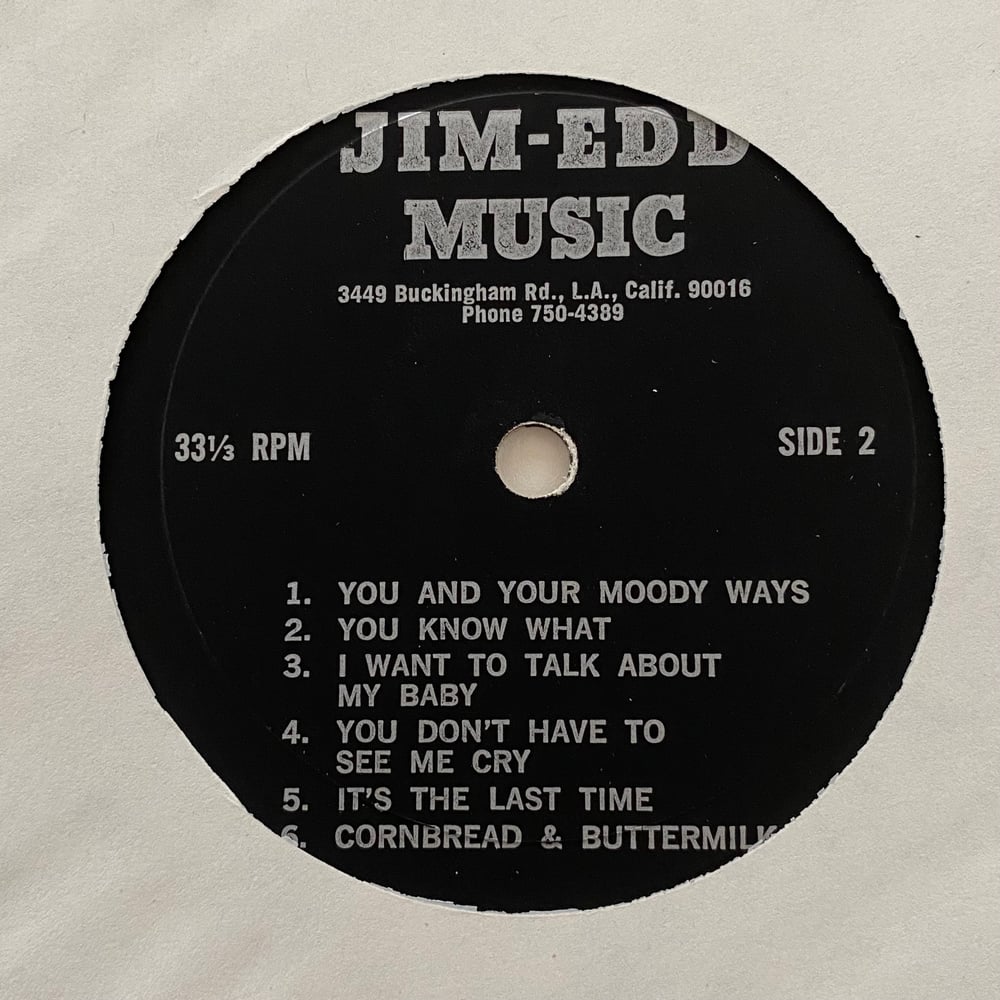 JIM-EDD
MUSIC
3449 Buckingham Rd., L.A., Calif. 90016
Phone 750-4389
33⅓ RPM
SIDE 2
1. YOU AND YOUR MOODY WAYS
2. YOU KNOW WHAT
3. I WANT TO TALK ABOUT
MY BABY
4. YOU DON'T HAVE TO
SEE ME CRY
5. IT'S THE LAST TIME
6. CORNBREAD & BUTTERMILK